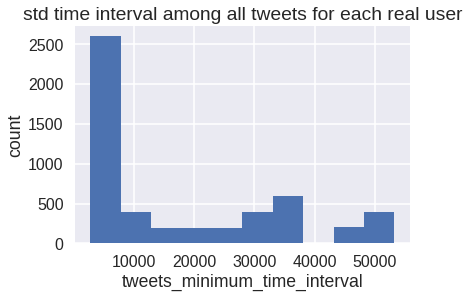 std time interval among all tweets for each real user
2500
2000
1500
1000
500
0
count
10000 20000 30000 40000 50000
tweets_minimum_time_interval